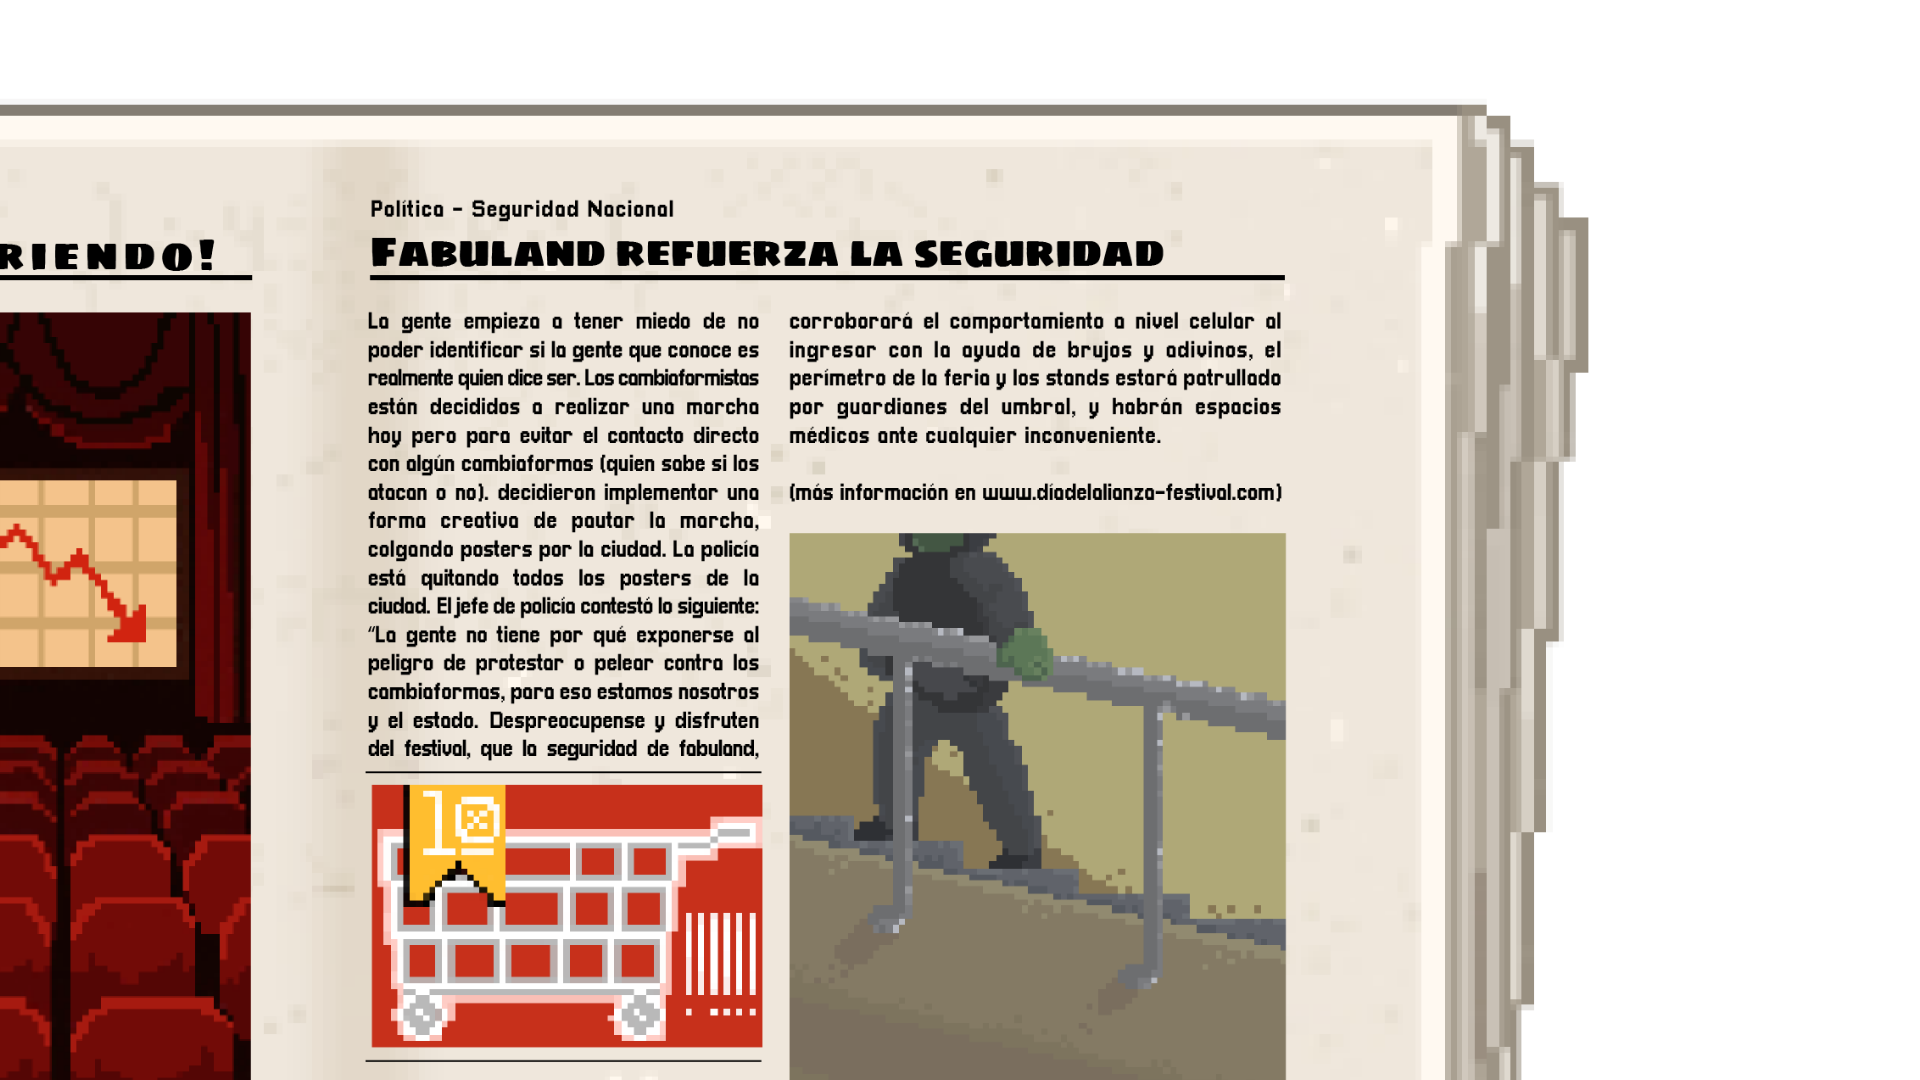 RIENDO!
Política - Seguridad Nacional
FABULAND REFUERZA LA SEGURIDAD
La gente empieza a tener miedo de no
poder identificar si la gente que conoce es
realmente quien dice ser. Los cambiaformistas
están decididos a realizar una marcha
hoy pero para evitar el contacto directo
con algún cambiaformas (quien sabe si los
atacan o no). decidieron implementar una
forma creativa de pautar la marcha,
colgando posters por la ciudad. La policía
está quitando todos los posters de la
ciudad. El jefe de policía contestó lo siguiente:
“La gente no tiene por qué exponerse al
peligro de protestar o pelear contra los
cambiaformas, para eso estamos nosotros
y el estado. Despreocupense y disfruten
del festival, que la seguridad de fabuland,
corroborará el comportamiento a nivel celular al
ingresar con la ayuda de brujos y adivinos, el
perímetro de la feria y los stands estará patrullado
por guardianes del umbral, y habrán espacios
médicos ante cualquier inconveniente.
(más información en www.díadelalianza-festival.com)